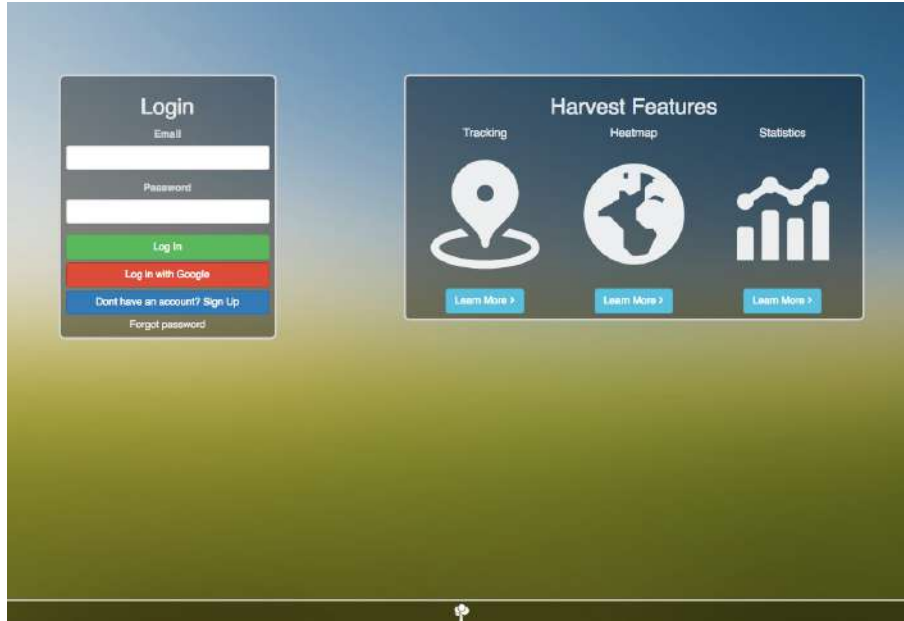 Login
Email
Password
Log In
Log in with Google
Dont have an account? Sign Up
Forgot password
Harvest Features
Tracking
Heatmap
Statistics
Learn More >
Learn More >
Learn More >